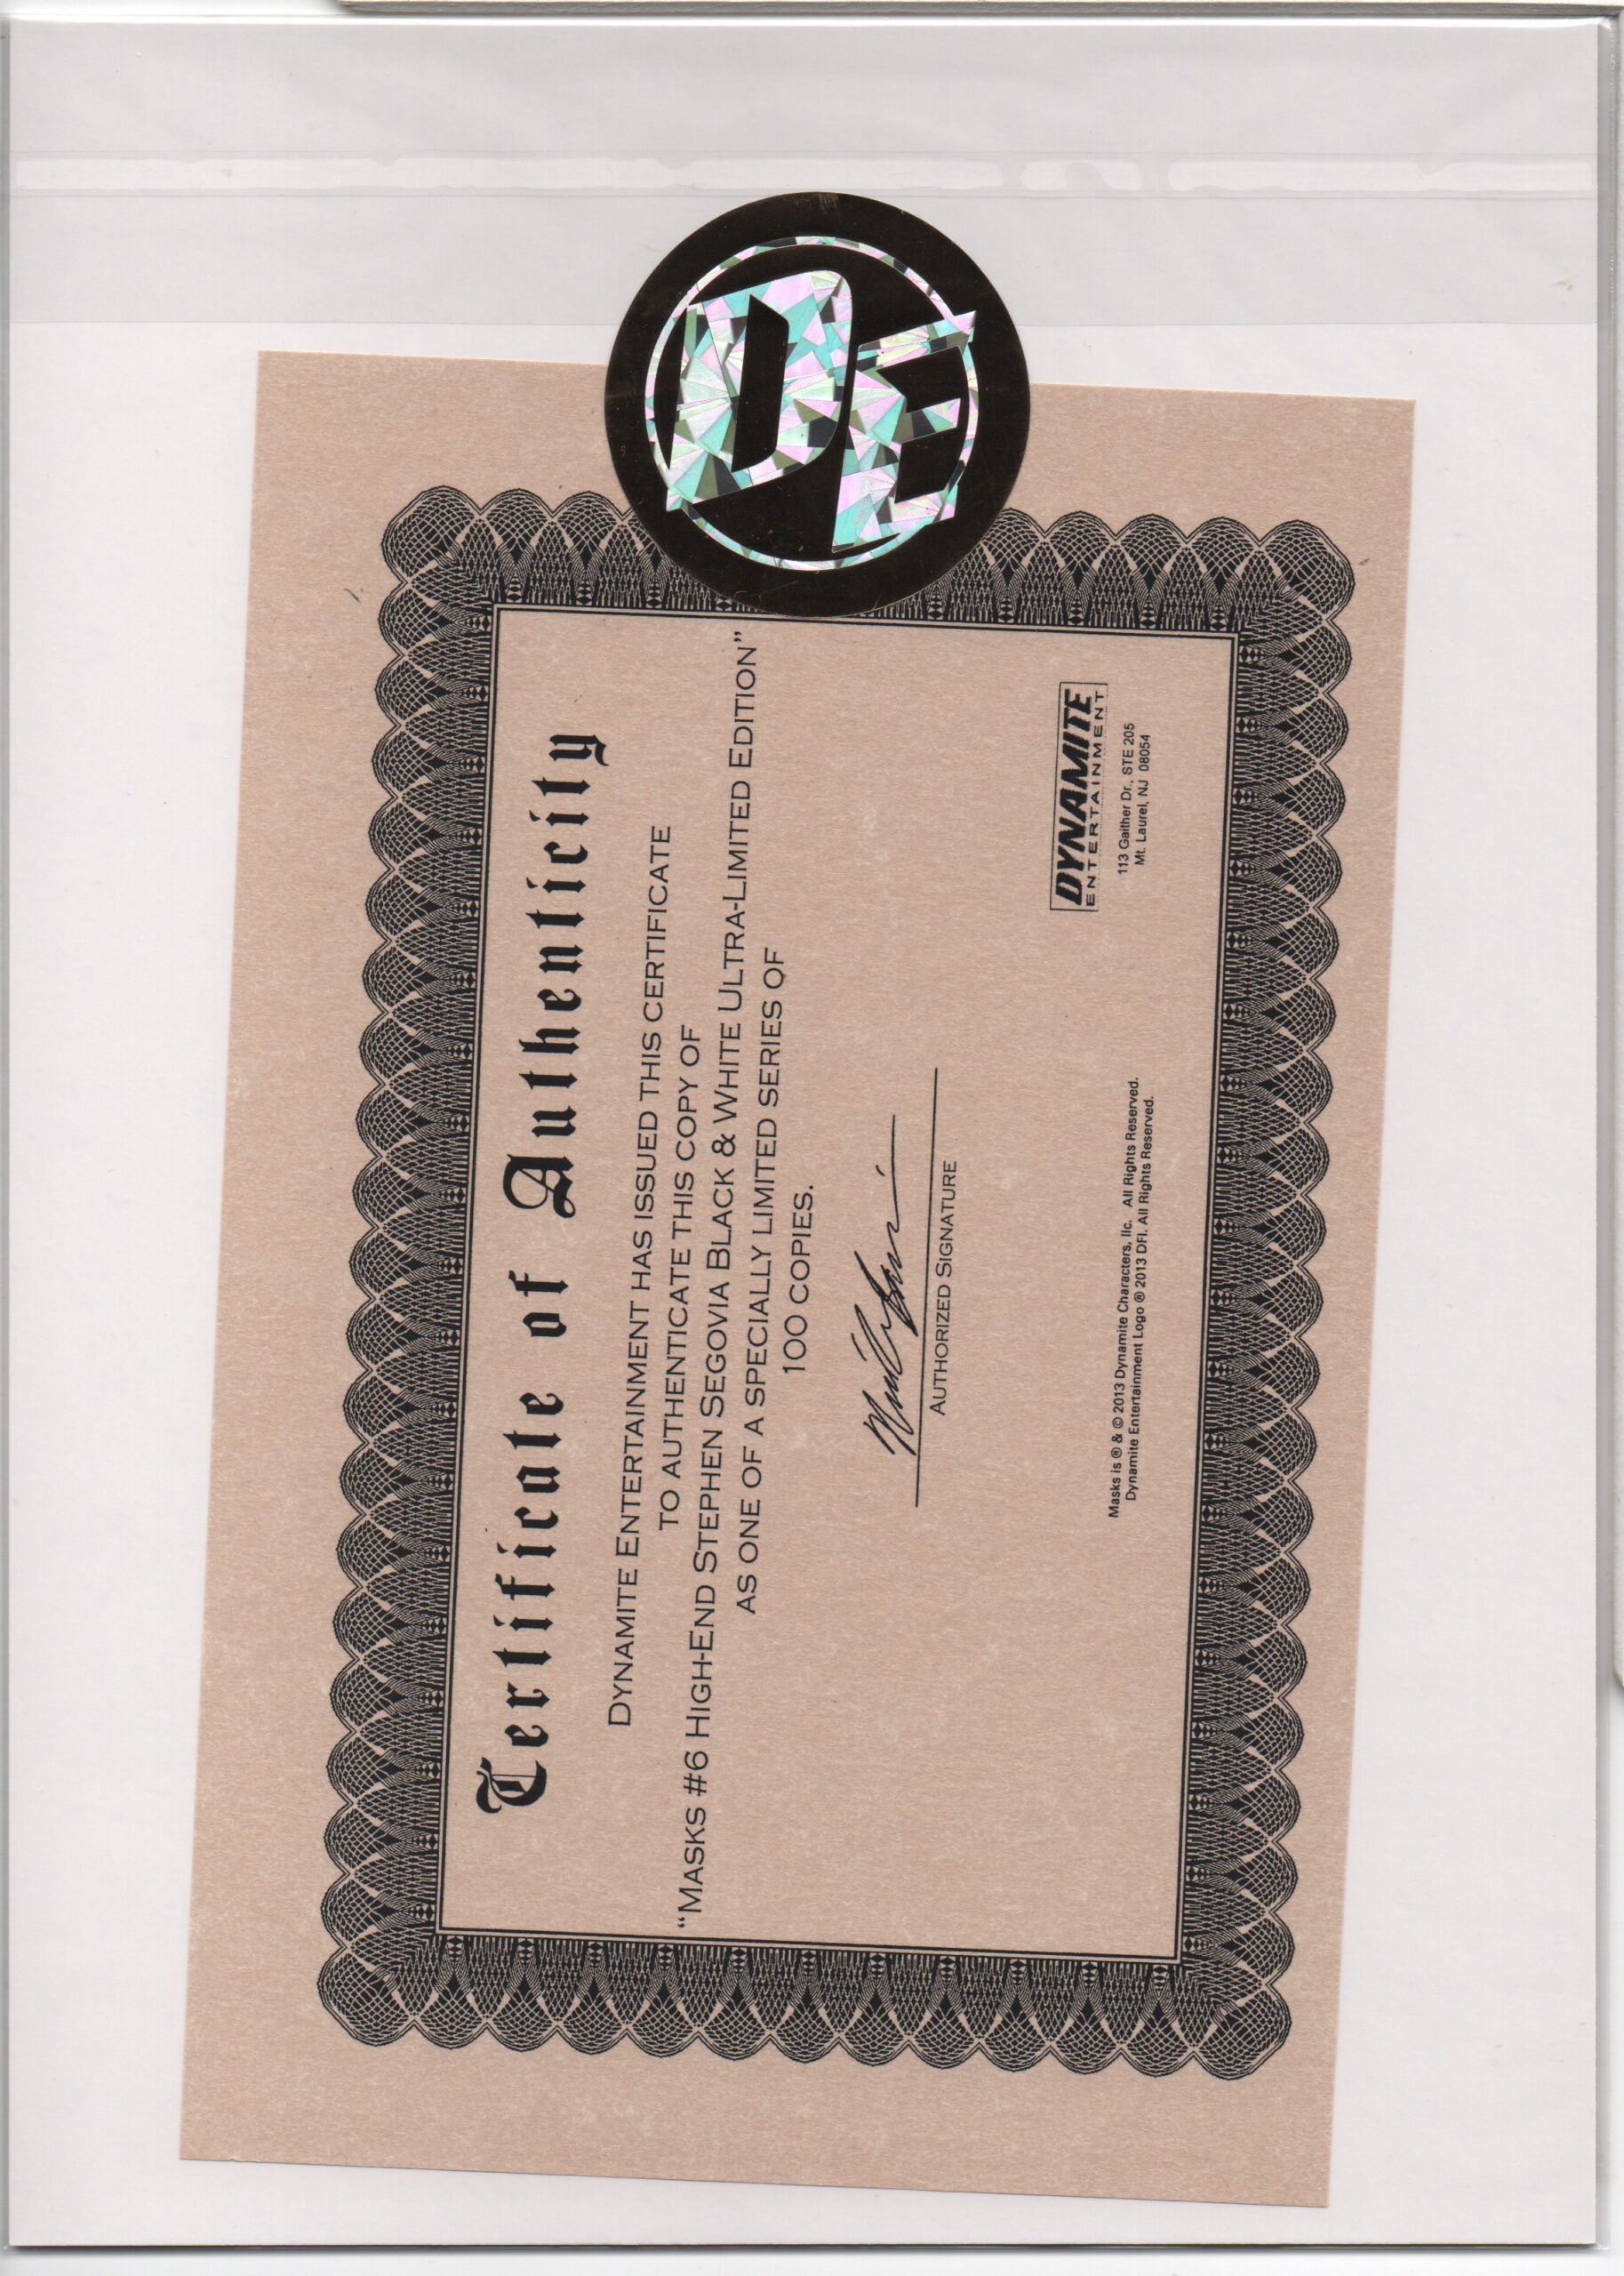 DE
Certificate of Authenticity
DYNAMITE ENTERTAINMENT HAS ISSUED THIS CERTIFICATE
TO AUTHENTICATE THIS COPY OF
“MASKS #6 HIGH-END STEPHEN SEGOVIA BLACK & WHITE ULTRA-LIMITED EDITION”
AS ONE OF A SPECIALLY LIMITED SERIES OF
100 COPIES.
AUTHORIZED SIGNATURE
Masks is ® & © 2013 Dynamite Characters, llc. All Rights Reserved.
Dynamite Entertainment Logo ® 2013 DFI. All Rights Reserved.
DYNAMITE
ENTERTAINMENT
113 Gaither Dr., STE 205
Mt. Laurel, NJ 08054